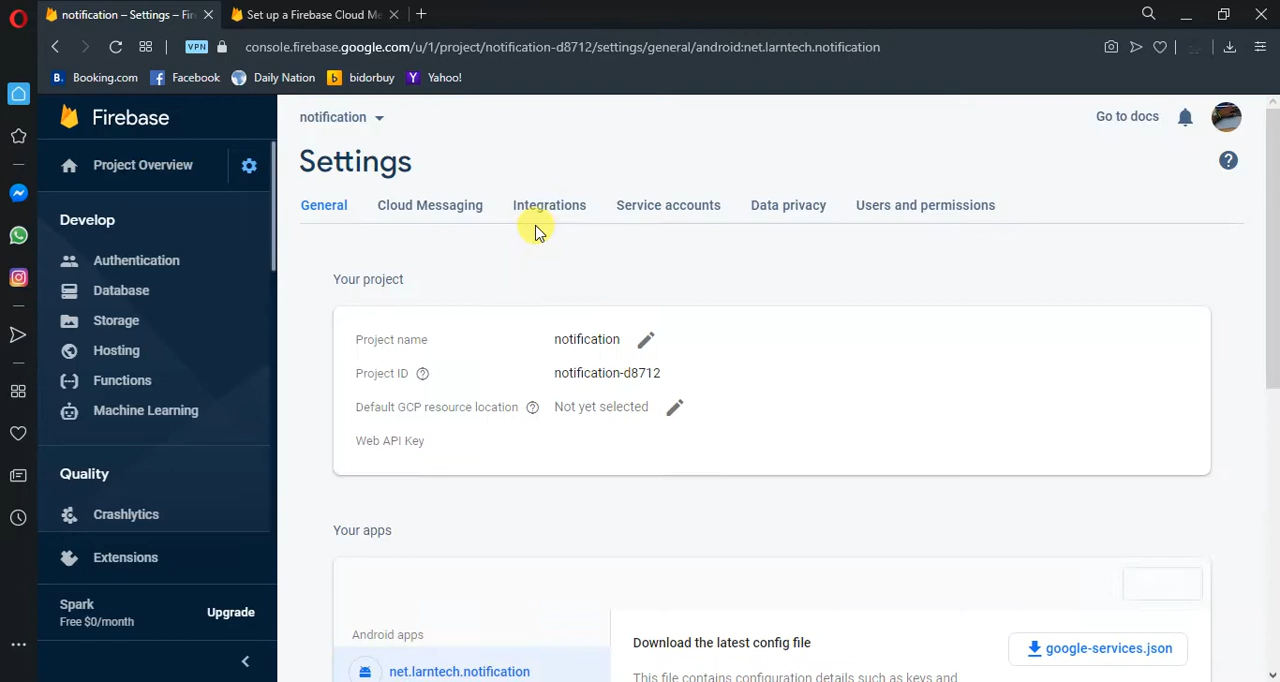 notification – Settings – Fir
Set up a Firebase Cloud Me
VPN
console.firebase.google.com/u/1/project/notification-d8712/settings/general/android:net.larntech.notification
B. Booking.com
Facebook
Daily Nation
b bidorbuy
Y Yahoo!
Firebase
notification
Go to docs
Project Overview
Settings
General
Cloud Messaging
Integrations
Service accounts
Data privacy
Users and permissions
Develop
Authentication
Database
Storage
Hosting
Functions
Machine Learning
Quality
Crashlytics
Extensions
Spark
Free $0/month
Upgrade
Your project
Project name notification
Project ID notification-d8712
Default GCP resource location Not yet selected
Web API Key
Your apps
Android apps
net.larntech.notification
Download the latest config file
google-services.json
This file contains configuration details such as keys and